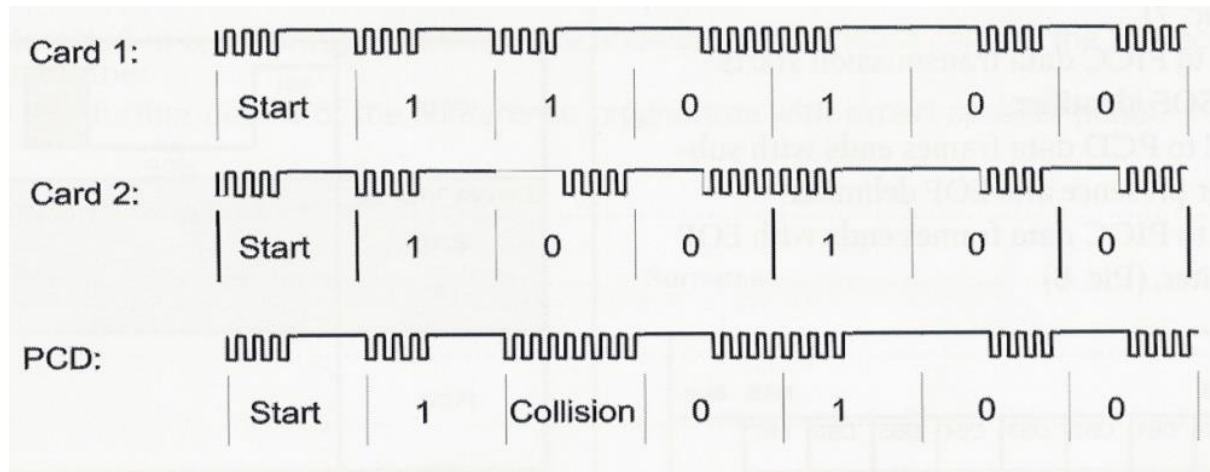 Card 1:
Start 1 1 0 1 0 0
Card 2:
Start 1 0 0 1 0 0
PCD:
Start 1 Collision 0 1 0 0